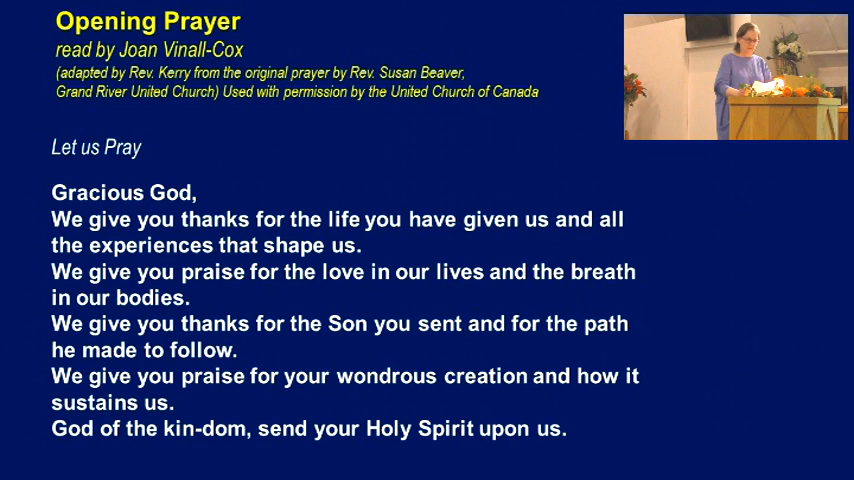 Opening Prayer
read by Joan Vinall-Cox
(adapted by Rev. Kerry from the original prayer by Rev. Susan Beaver,
Grand River United Church) Used with permission by the United Church of Canada
Let us Pray
Gracious God,
We give you thanks for the life you have given us and all
the experiences that shape us.
We give you praise for the love in our lives and the breath
in our bodies.
We give you thanks for the Son you sent and for the path
he made to follow.
We give you praise for your wondrous creation and how it
sustains us.
God of the kin-dom, send your Holy Spirit upon us.